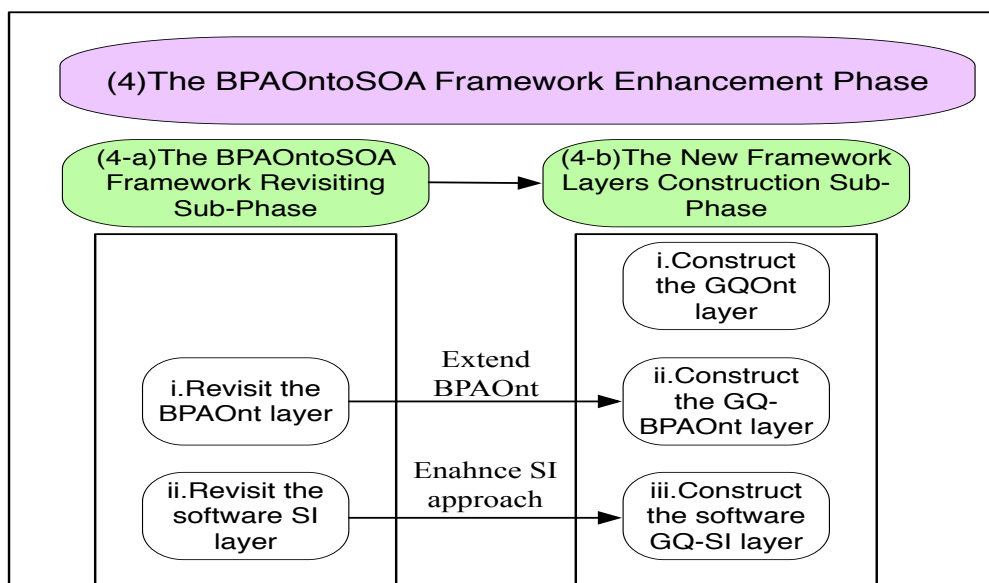 (4)The BPAOntoSOA Framework Enhancement Phase
(4-a)The BPAOntoSOA
Framework Revisiting
Sub-Phase
(4-b)The New Framework
Layers Construction Sub-
Phase
i.Construct
the GQOnt
layer
i.Revisit the
BPAOnt layer
Extend
BPAOnt
ii.Construct
the GQ-
BPAOnt layer
ii.Revisit the
software SI
layer
Enahnce SI
approach
iii.Construct
the software
GQ-SI layer